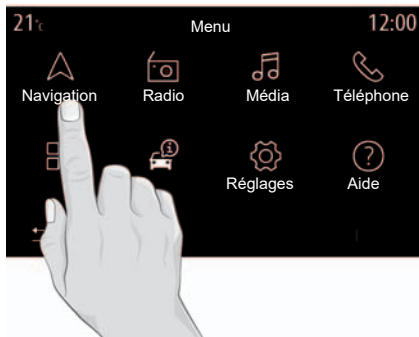 21°c Menu 12:00
Navigation Radio Média Téléphone
Réglages Aide